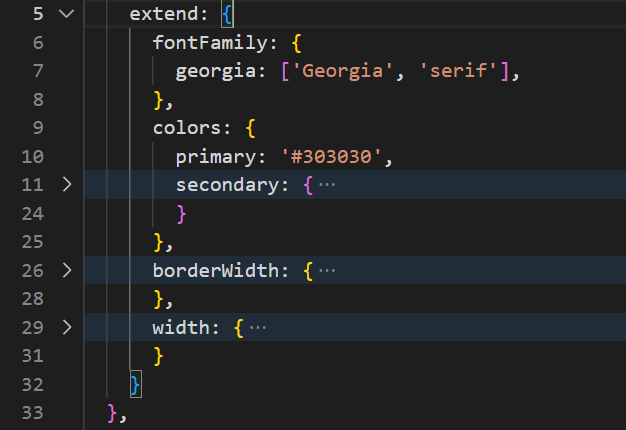 5 extend: {
6 fontFamily: {
7 georgia: ['Georgia', 'serif'],
8 },
9 colors: {
10 primary: '#303030',
11 secondary: { ···
24 }
25 },
26 borderWidth: { ···
28 },
29 width: { ···
31 }
32 }
33 },